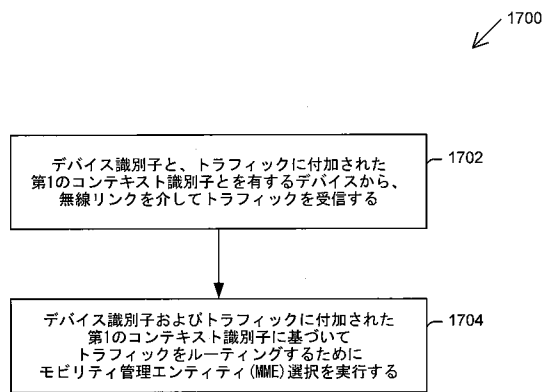 1700
デバイス識別子と、トラフィックに付加された
第1のコンテキスト識別子とを有するデバイスから、
無線リンクを介してトラフィックを受信する
1702
デバイス識別子およびトラフィックに付加された
第1のコンテキスト識別子に基づいて
トラフィックをルーティングするために
モビリティ管理エンティティ(MME)選択を実行する
1704